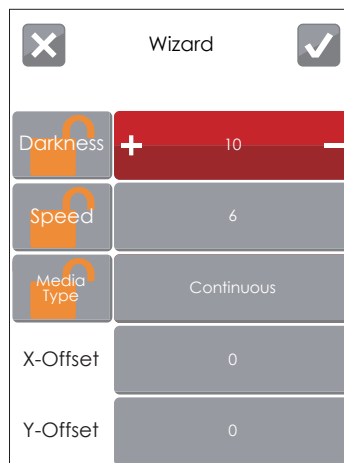 Wizard
Darkness
+ 10 −
Speed
6
Media
Type
Continuous
X-Offset
0
Y-Offset
0